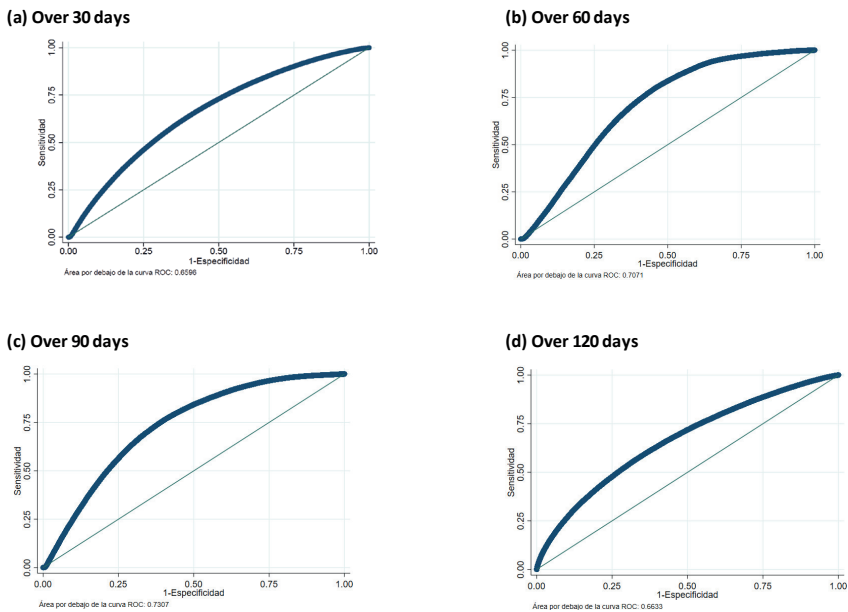 (a) Over 30 days
1.00
0.75
0.50
0.25
0.00
Sensitividad
0.00 0.25 0.50 0.75 1.00
1-Especificidad
Área por debajo de la curva ROC: 0.6596
(b) Over 60 days
1.00
0.75
0.50
0.25
0.00
Sensitividad
0.00 0.25 0.50 0.75 1.00
1-Especificidad
Área por debajo de la curva ROC: 0.7071
(c) Over 90 days
1.00
0.75
0.50
0.25
0.00
Sensitividad
0.00 0.25 0.50 0.75 1.00
1-Especificidad
Área por debajo de la curva ROC: 0.7307
(d) Over 120 days
1.00
0.75
0.50
0.25
0.00
Sensitividad
0.00 0.25 0.50 0.75 1.00
1-Especificidad
Área por debajo de la curva ROC: 0.6633